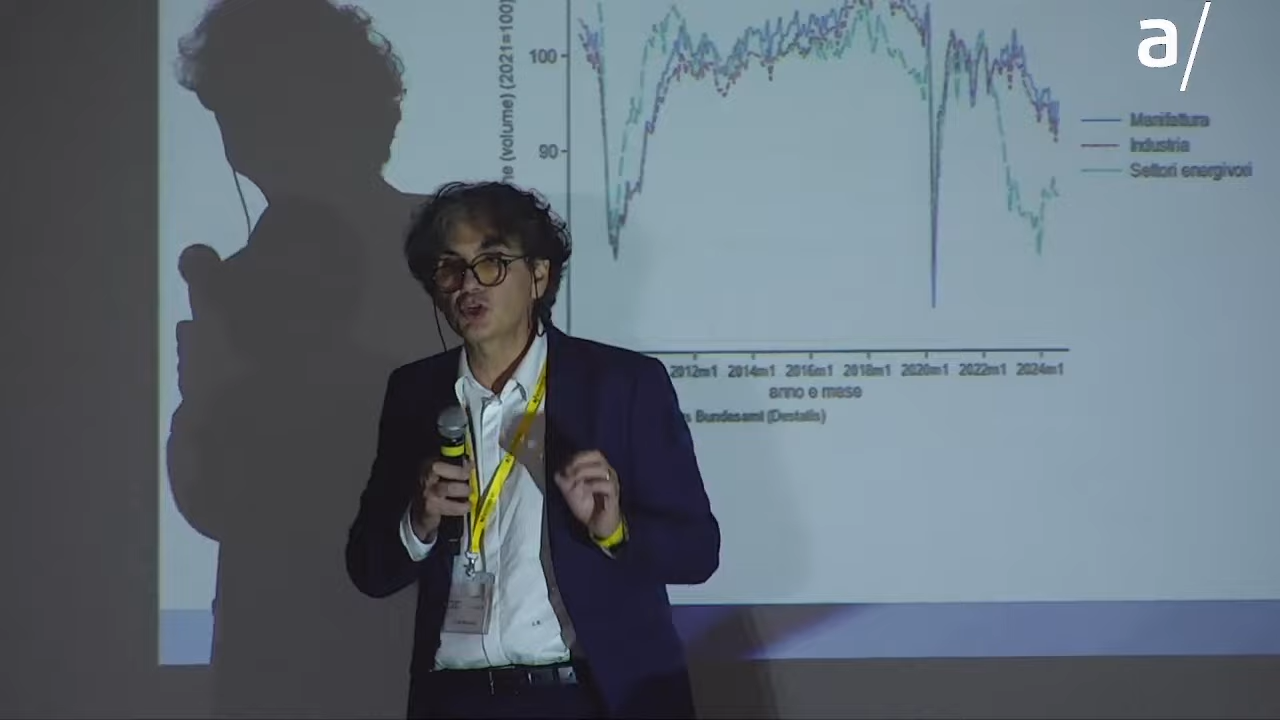 a/
ne (volume) (2021=100)
100
90
Manifattura
Industria
Settori energivori
2012m1 2014m1 2016m1 2018m1 2020m1 2022m1 2024m1
anno e mese
Bundesamt (Destatis)